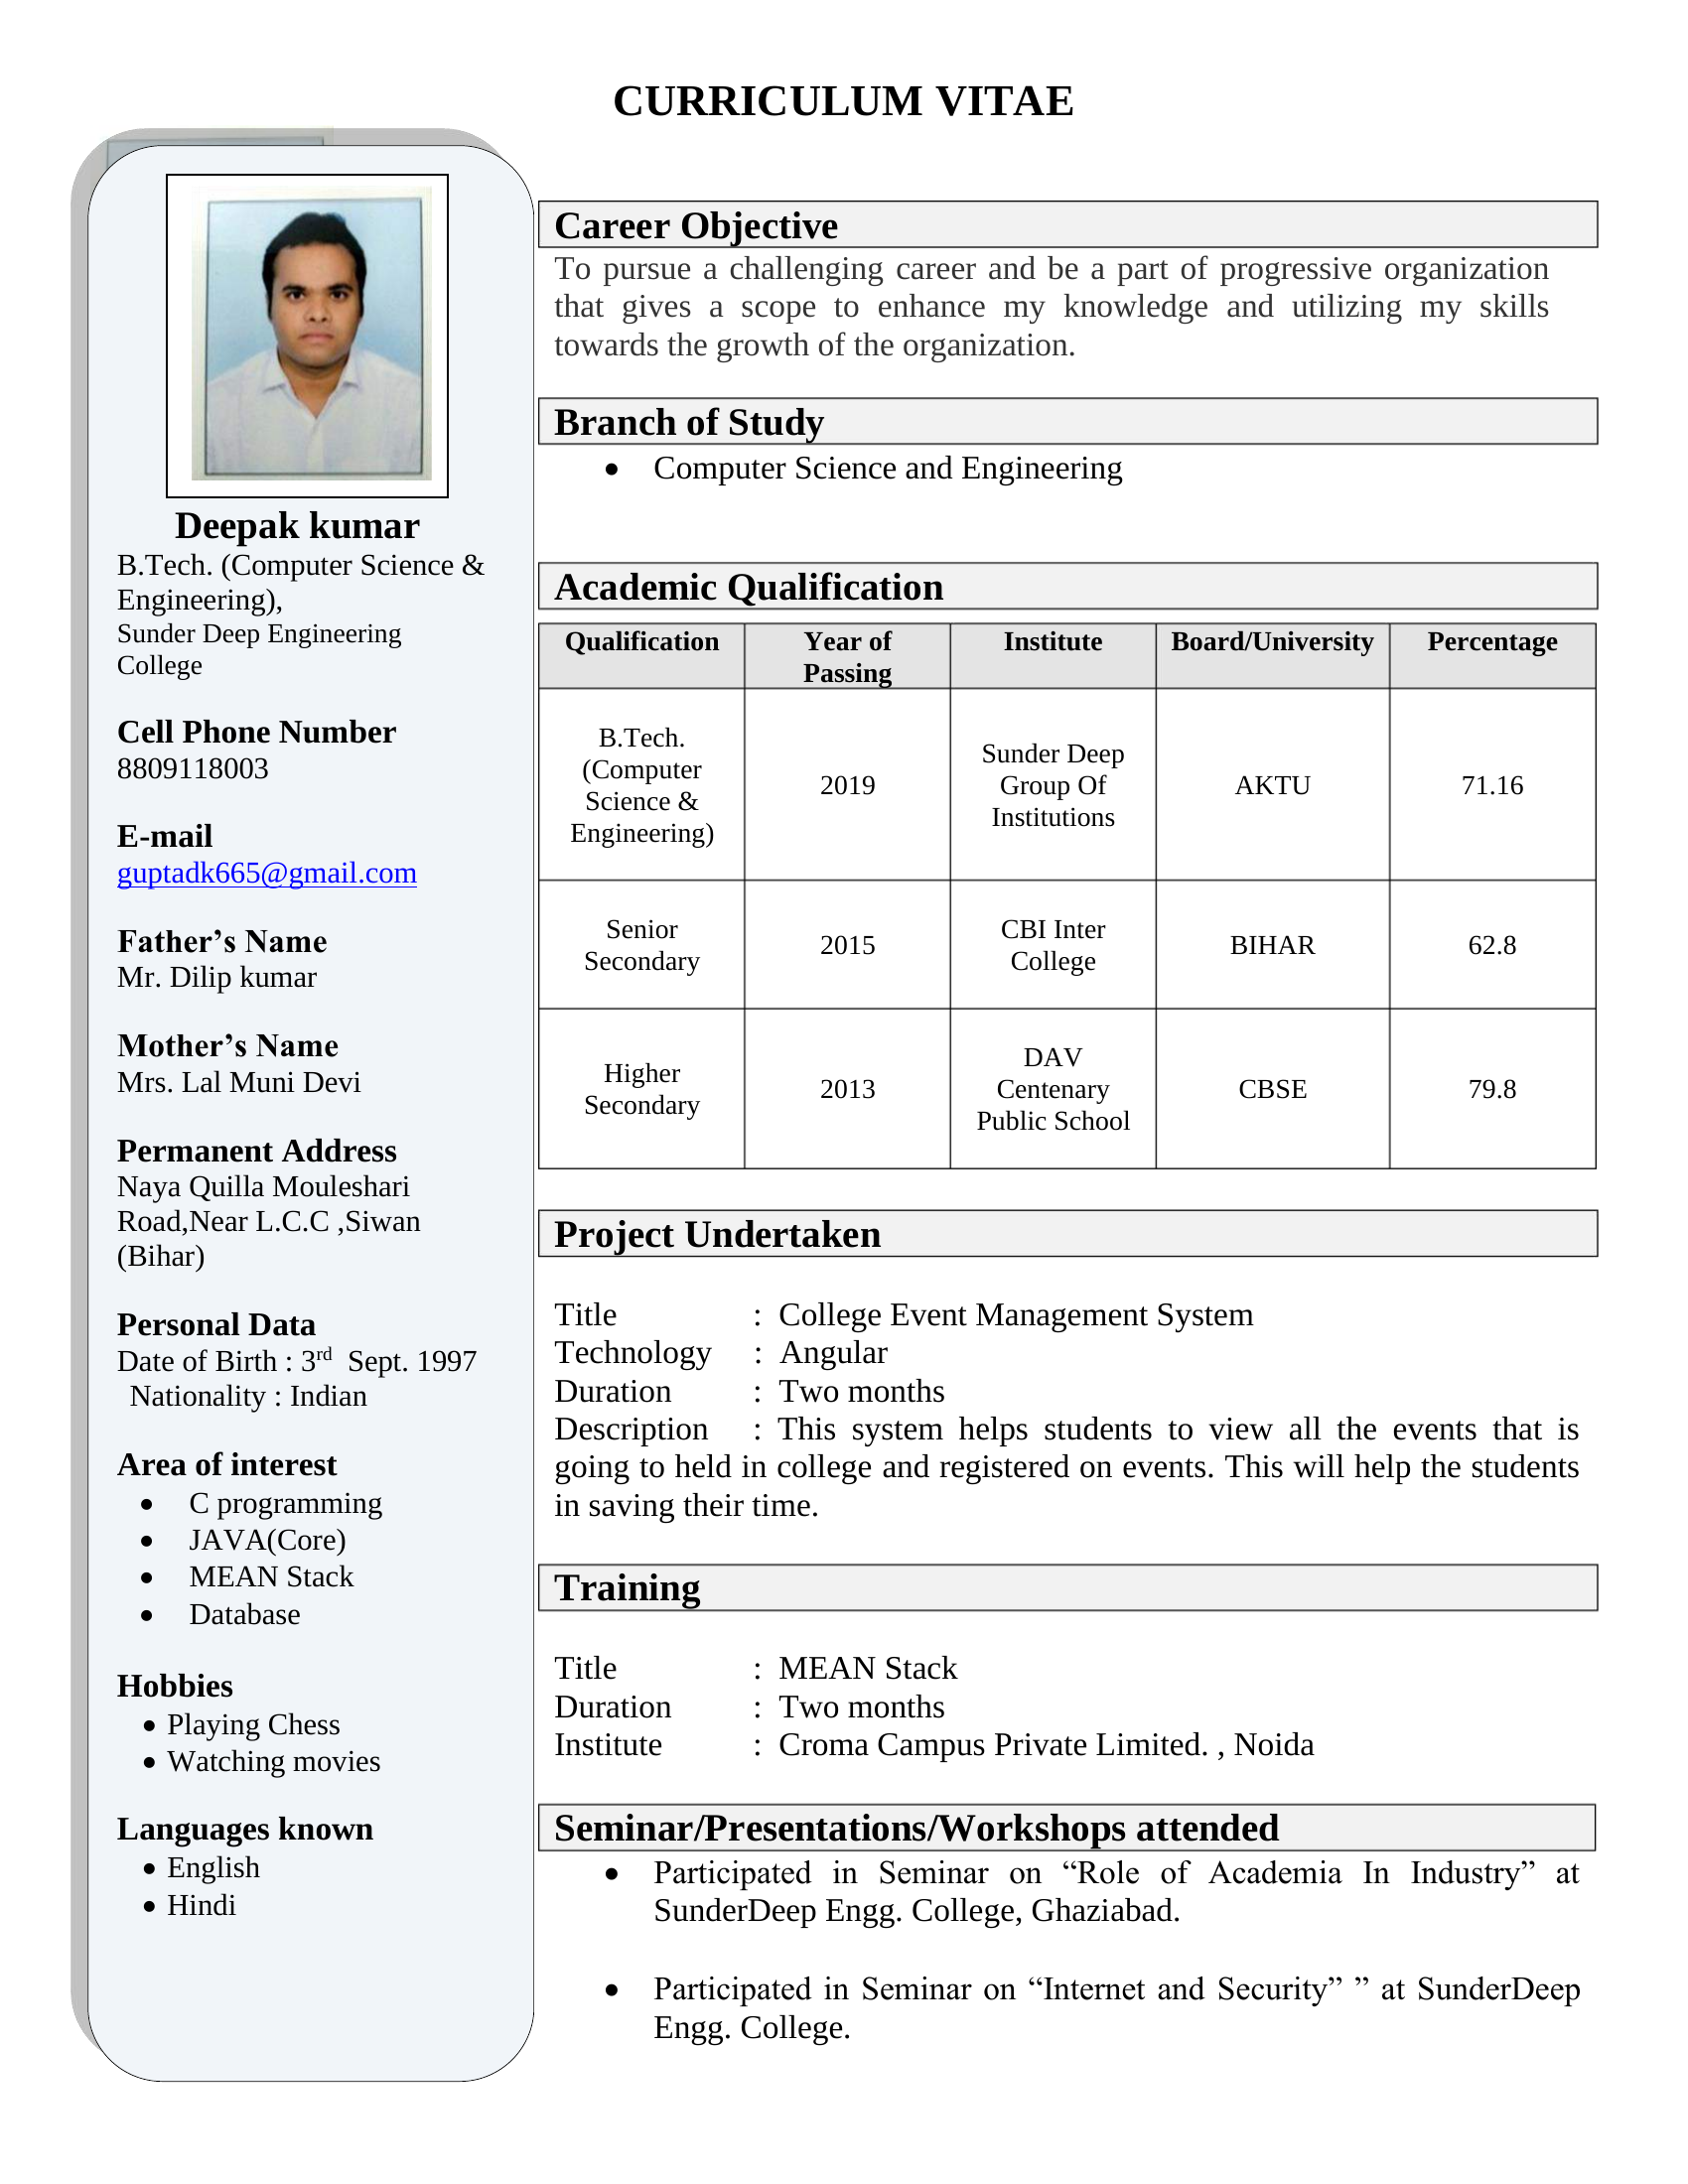 CURRICULUM VITAE
Deepak kumar
B.Tech. (Computer Science &
Engineering),
Sunder Deep Engineering
College
Cell Phone Number
8809118003
E-mail
guptadk665@gmail.com
Father’s Name
Mr. Dilip kumar
Mother’s Name
Mrs. Lal Muni Devi
Permanent Address
Naya Quilla Mouleshari
Road,Near L.C.C ,Siwan
(Bihar)
Personal Data
Date of Birth : 3rd Sept. 1997
Nationality : Indian
Area of interest
• C programming
• JAVA(Core)
• MEAN Stack
• Database
Hobbies
• Playing Chess
• Watching movies
Languages known
• English
• Hindi
Career Objective
To pursue a challenging career and be a part of progressive organization
that gives a scope to enhance my knowledge and utilizing my skills
towards the growth of the organization.
Branch of Study
• Computer Science and Engineering
Academic Qualification
Qualification Year of Passing Institute Board/University Percentage
B.Tech. (Computer Science & Engineering) 2019 Sunder Deep Group Of Institutions AKTU 71.16
Senior Secondary 2015 CBI Inter College BIHAR 62.8
Higher Secondary 2013 DAV Centenary Public School CBSE 79.8
Project Undertaken
Title : College Event Management System
Technology : Angular
Duration : Two months
Description : This system helps students to view all the events that is
going to held in college and registered on events. This will help the students
in saving their time.
Training
Title : MEAN Stack
Duration : Two months
Institute : Croma Campus Private Limited. , Noida
Seminar/Presentations/Workshops attended
• Participated in Seminar on “Role of Academia In Industry” at
SunderDeep Engg. College, Ghaziabad.
• Participated in Seminar on “Internet and Security” ” at SunderDeep
Engg. College.